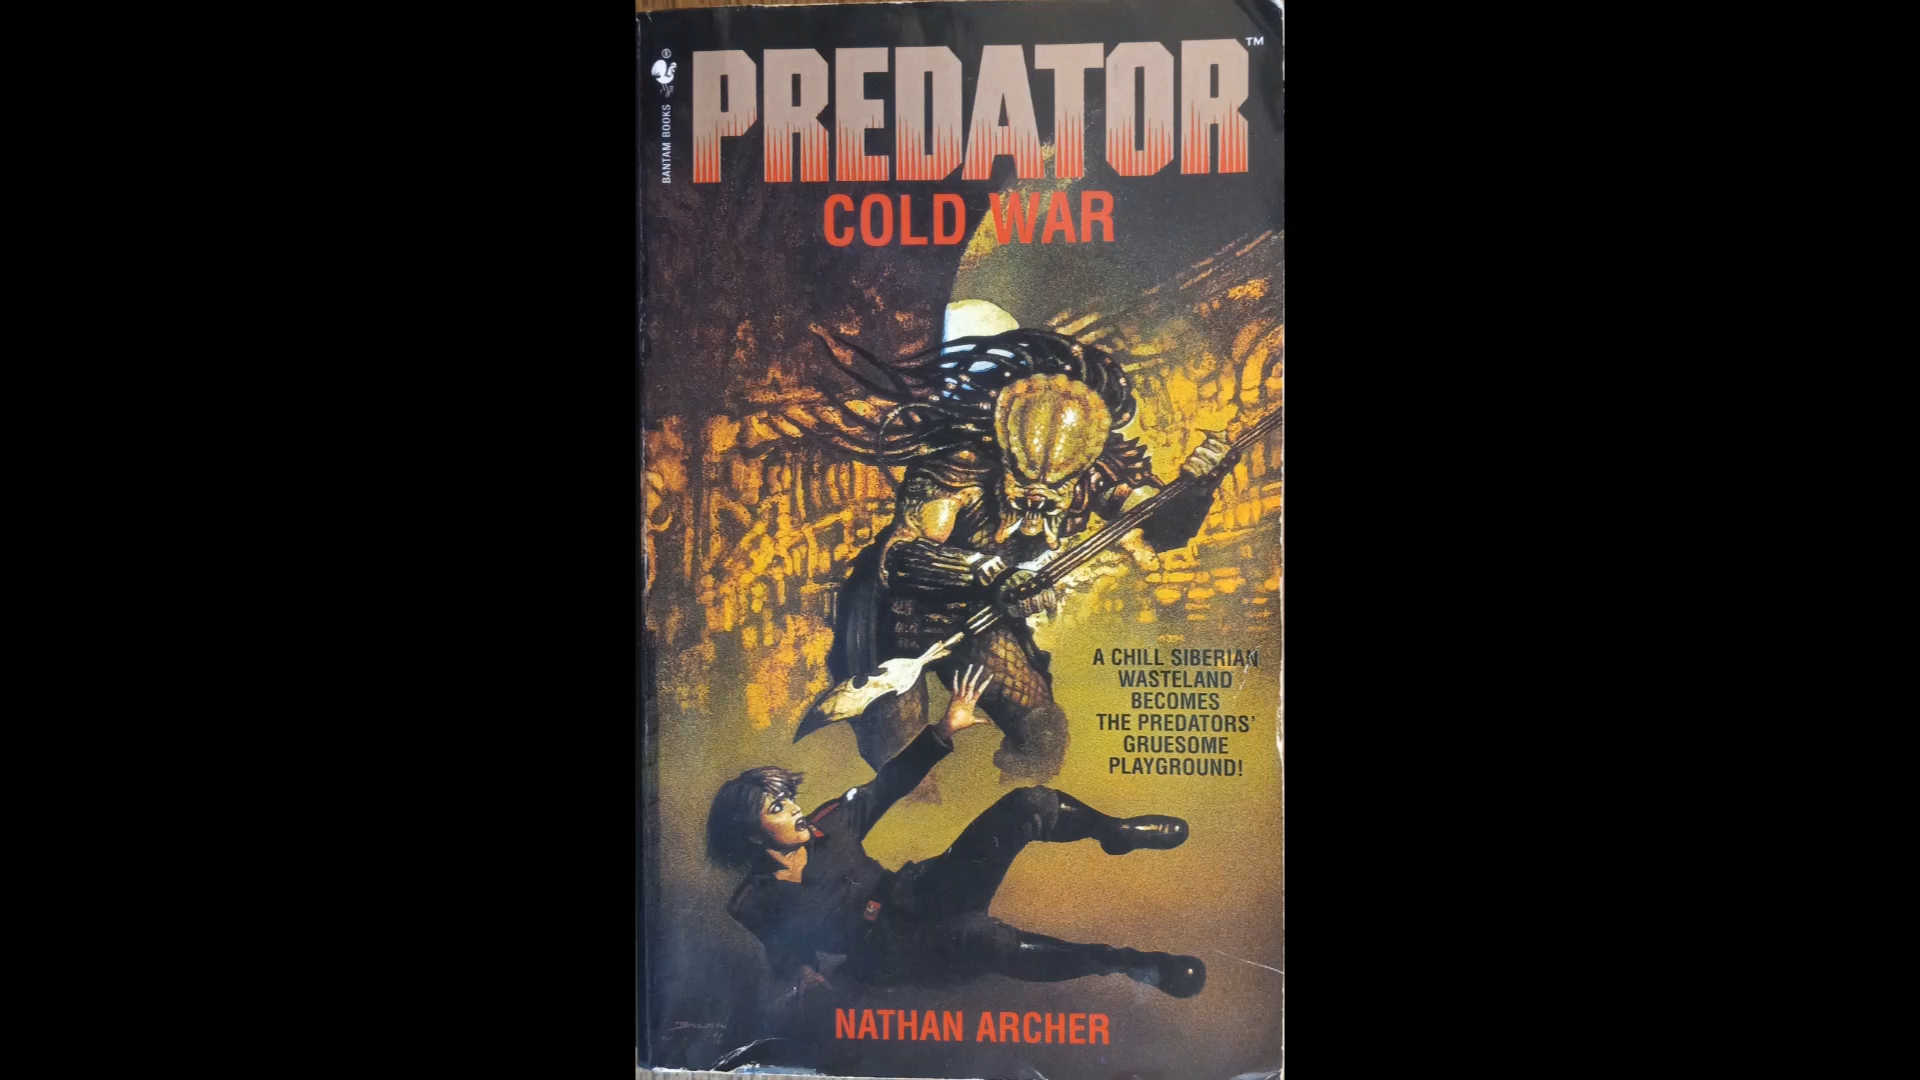 BANTAM BOOKS
®
PREDATOR™
COLD WAR
A CHILL SIBERIAN
WASTELAND
BECOMES
THE PREDATORS'
GRUESOME
PLAYGROUND!
NATHAN ARCHER